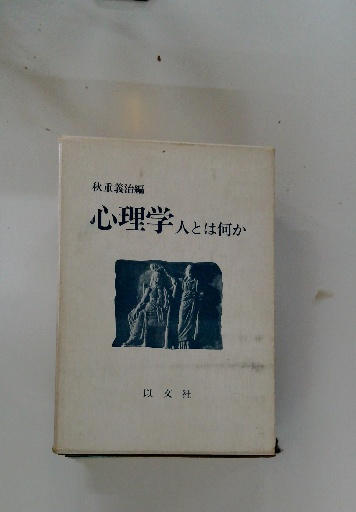 秋重義治編
心理学 人とは何か
以文社